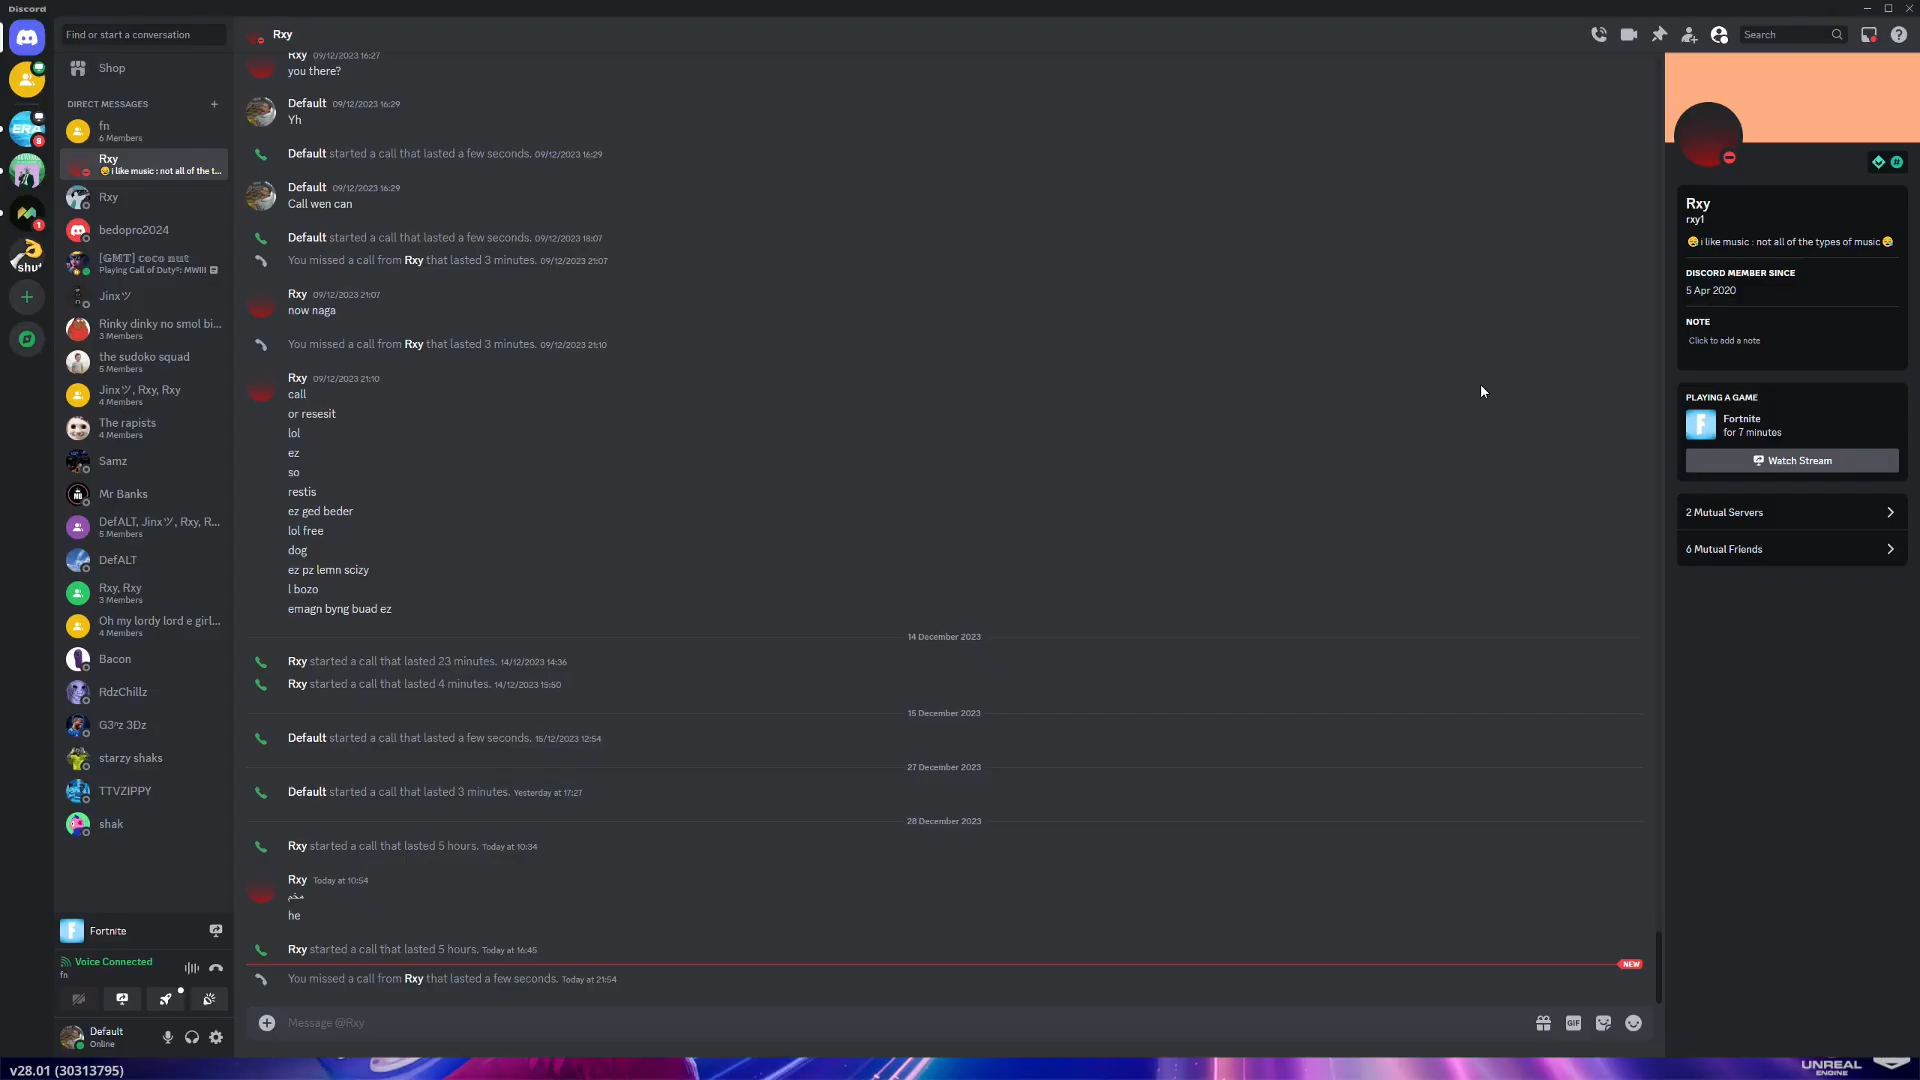 Discord
Find or start a conversation
Shop
DIRECT MESSAGES
fn
6 Members
Rxy
i like music : not all of the t...
Rxy
bedopro2024
[GMT] coco nut
Playing Call of Duty®: MWIII
Jinxツ
Rinky dinky no smol bi...
3 Members
the sudoko squad
5 Members
Jinxツ, Rxy, Rxy
4 Members
The rapists
4 Members
Samz
Mr Banks
DefALT, Jinxツ, Rxy, R...
5 Members
DefALT
Rxy, Rxy
3 Members
Oh my lordy lord e girl...
4 Members
Bacon
RdzChillz
G3ⁿz 3Ðz
starzy shaks
TTVZIPPY
shak
Fortnite
Voice Connected
fn
Default
Online
ERA
8
1
shu
Rxy
Search
Rxy 09/12/2023 16:27
you there?
Default 09/12/2023 16:29
Yh
Default started a call that lasted a few seconds. 09/12/2023 16:29
Default 09/12/2023 16:29
Call wen can
Default started a call that lasted a few seconds. 09/12/2023 18:07
You missed a call from Rxy that lasted 3 minutes. 09/12/2023 21:07
Rxy 09/12/2023 21:07
now naga
You missed a call from Rxy that lasted 3 minutes. 09/12/2023 21:10
Rxy 09/12/2023 21:10
call
or resesit
lol
ez
so
restis
ez ged beder
lol free
dog
ez pz lemn scizy
l bozo
emagn byng buad ez
14 December 2023
Rxy started a call that lasted 23 minutes. 14/12/2023 14:36
Rxy started a call that lasted 4 minutes. 14/12/2023 15:50
15 December 2023
Default started a call that lasted a few seconds. 15/12/2023 12:54
27 December 2023
Default started a call that lasted 3 minutes. Yesterday at 17:27
28 December 2023
Rxy started a call that lasted 5 hours. Today at 10:34
Rxy Today at 10:54
he
Rxy started a call that lasted 5 hours. Today at 16:45
NEW
You missed a call from Rxy that lasted a few seconds. Today at 21:54
Message @Rxy
GIF
Rxy
rxy1
i like music : not all of the types of music
DISCORD MEMBER SINCE
5 Apr 2020
NOTE
Click to add a note
PLAYING A GAME
Fortnite
for 7 minutes
Watch Stream
2 Mutual Servers
6 Mutual Friends
v28.01 (30313795)
UNREAL
ENGINE